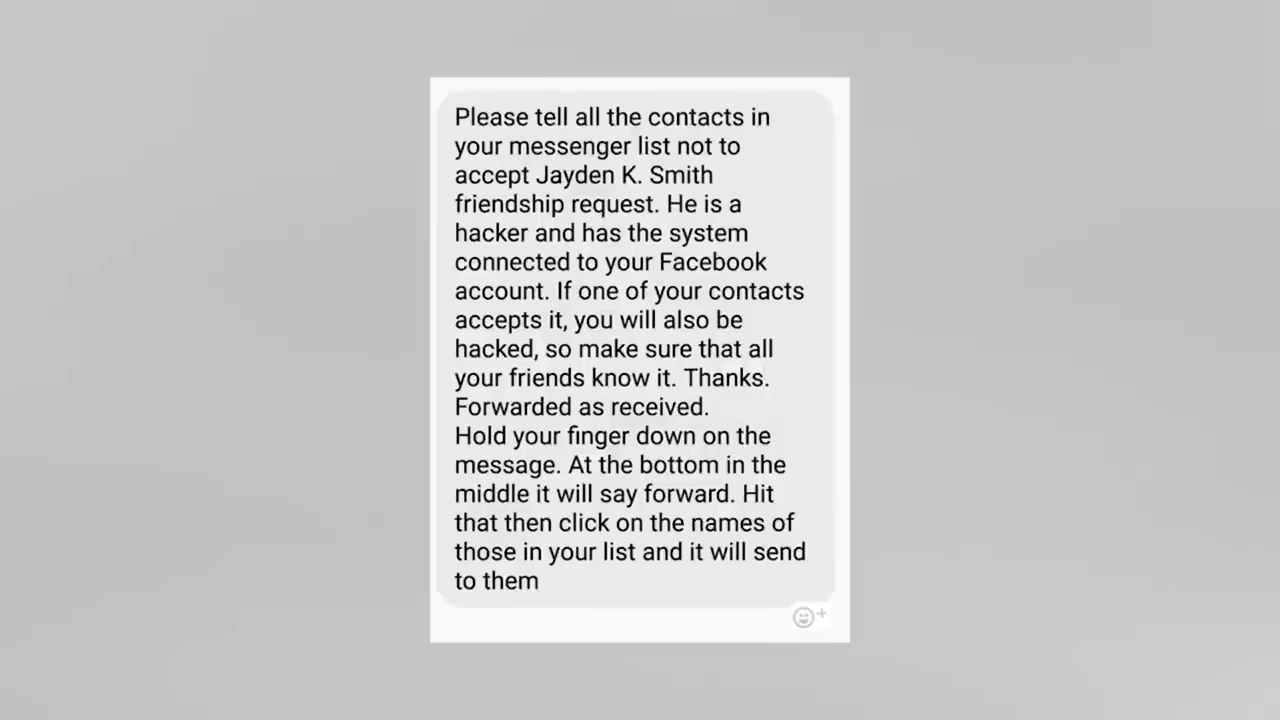 Please tell all the contacts in
your messenger list not to
accept Jayden K. Smith
friendship request. He is a
hacker and has the system
connected to your Facebook
account. If one of your contacts
accepts it, you will also be
hacked, so make sure that all
your friends know it. Thanks.
Forwarded as received.
Hold your finger down on the
message. At the bottom in the
middle it will say forward. Hit
that then click on the names of
those in your list and it will send
to them